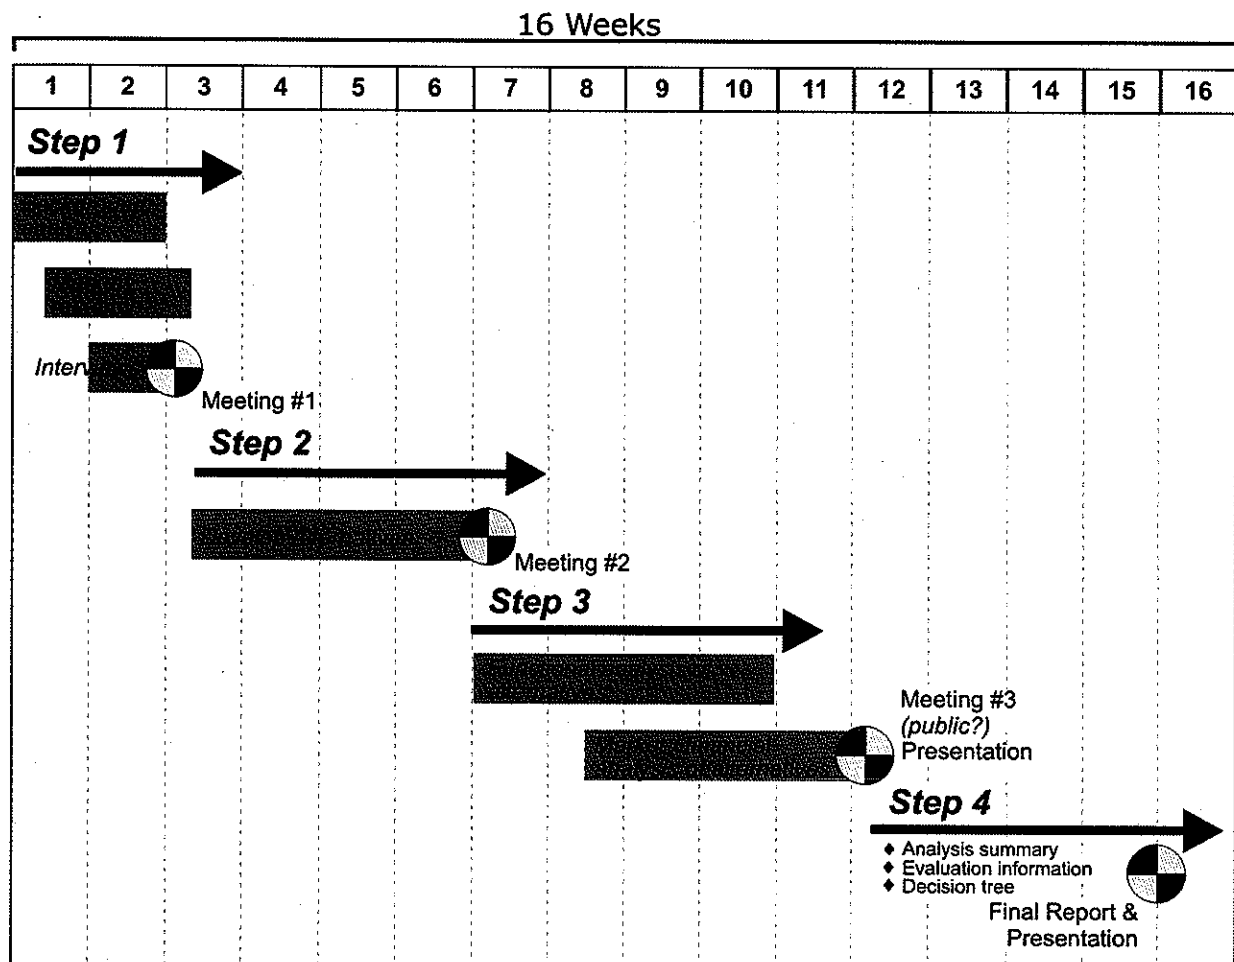 16 Weeks
1 2 3 4 5 6 7 8 9 10 11 12 13 14 15 16
Step 1
Meeting #1
Step 2
Meeting #2
Step 3
Meeting #3
(public?)
Presentation
Step 4
♦ Analysis summary
♦ Evaluation information
♦ Decision tree
Final Report &
Presentation